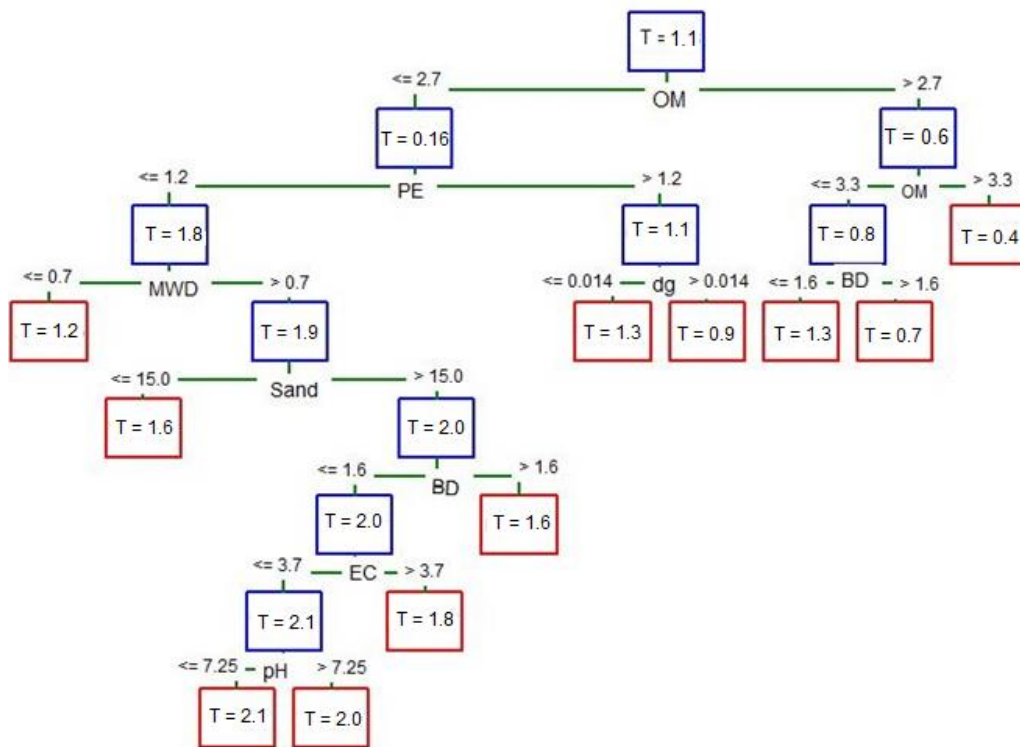 T = 1.1
<= 2.7
> 2.7
OM
T = 0.16
T = 0.6
<= 1.2
PE
> 1.2
<= 3.3
OM
> 3.3
T = 1.8
T = 1.1
T = 0.8
T = 0.4
<= 0.7
MWD
> 0.7
<= 0.014
dg
> 0.014
<= 1.6
BD
> 1.6
T = 1.2
T = 1.9
T = 1.3
T = 0.9
T = 1.3
T = 0.7
<= 15.0
Sand
> 15.0
T = 1.6
T = 2.0
<= 1.6
BD
> 1.6
T = 2.0
T = 1.6
<= 3.7
EC
> 3.7
T = 2.1
T = 1.8
<= 7.25
pH
> 7.25
T = 2.1
T = 2.0